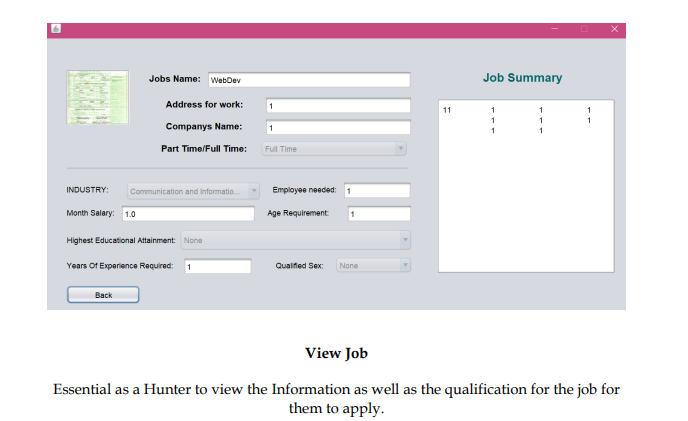 Jobs Name: WebDev
Address for work: 1
Companys Name: 1
Part Time/Full Time: Full Time
INDUSTRY: Communication and Informatio...
Employee needed: 1
Month Salary: 1.0
Age Requirement: 1
Highest Educational Attainment: None
Years Of Experience Required: 1
Qualified Sex: None
Back
Job Summary
11 1 1 1
1 1 1
1 1
View Job
Essential as a Hunter to view the Information as well as the qualification for the job for
them to apply.